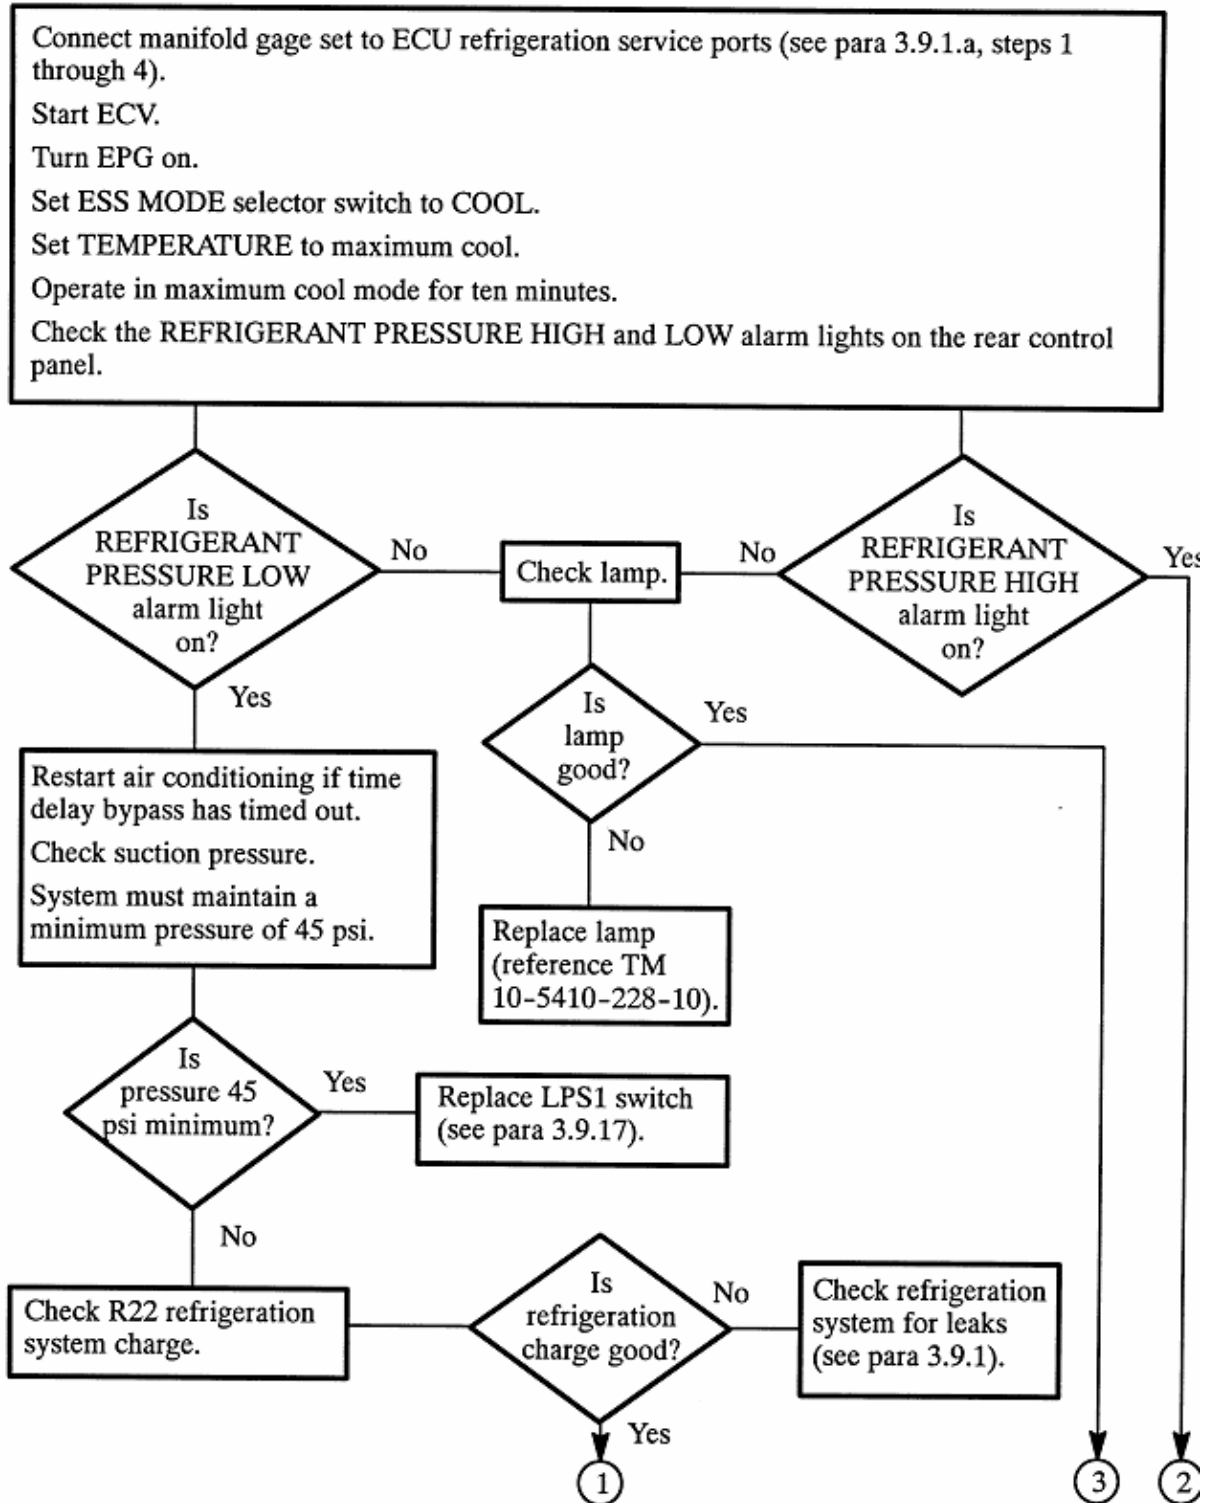 Connect manifold gage set to ECU refrigeration service ports (see para 3.9.1.a, steps 1
through 4).
Start ECV.
Turn EPG on.
Set ESS MODE selector switch to COOL.
Set TEMPERATURE to maximum cool.
Operate in maximum cool mode for ten minutes.
Check the REFRIGERANT PRESSURE HIGH and LOW alarm lights on the rear control
panel.
Is
REFRIGERANT
PRESSURE LOW
alarm light
on?
No
Check lamp.
No
Is
REFRIGERANT
PRESSURE HIGH
alarm light
on?
Yes
Yes
Is
lamp
good?
Yes
No
Replace lamp
(reference TM
10-5410-228-10).
Restart air conditioning if time
delay bypass has timed out.
Check suction pressure.
System must maintain a
minimum pressure of 45 psi.
Is
pressure 45
psi minimum?
Yes
Replace LPS1 switch
(see para 3.9.17).
No
Check R22 refrigeration
system charge.
Is
refrigeration
charge good?
No
Check refrigeration
system for leaks
(see para 3.9.1).
Yes
1
3
2